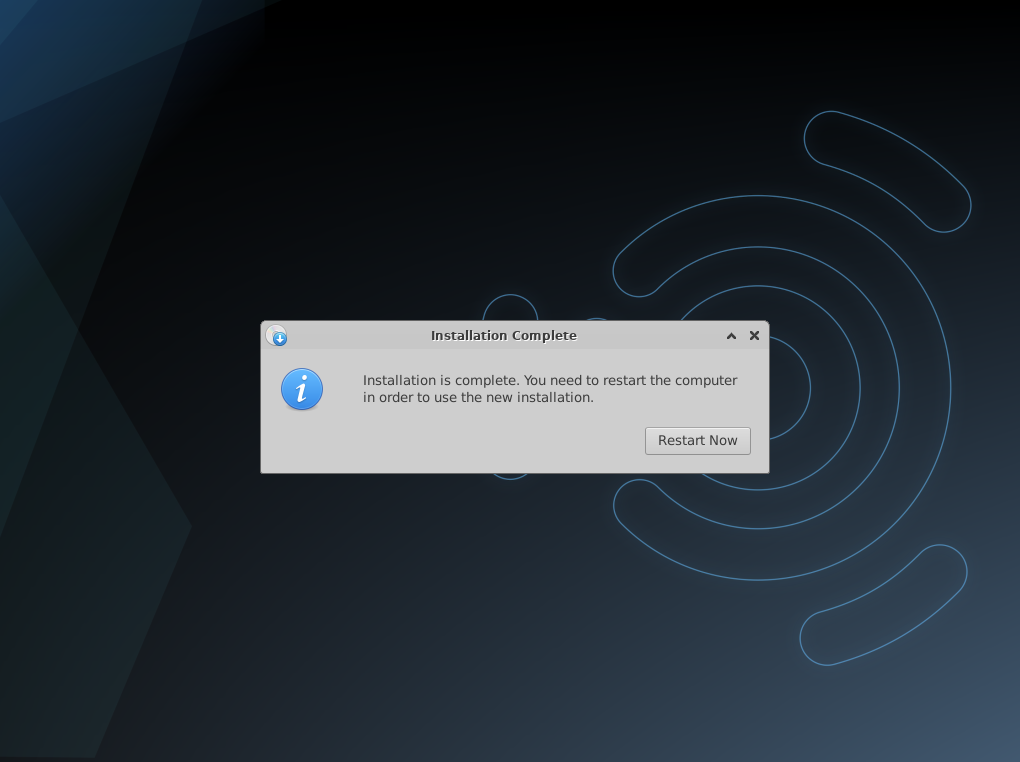 Installation Complete
Installation is complete. You need to restart the computer
in order to use the new installation.
Restart Now